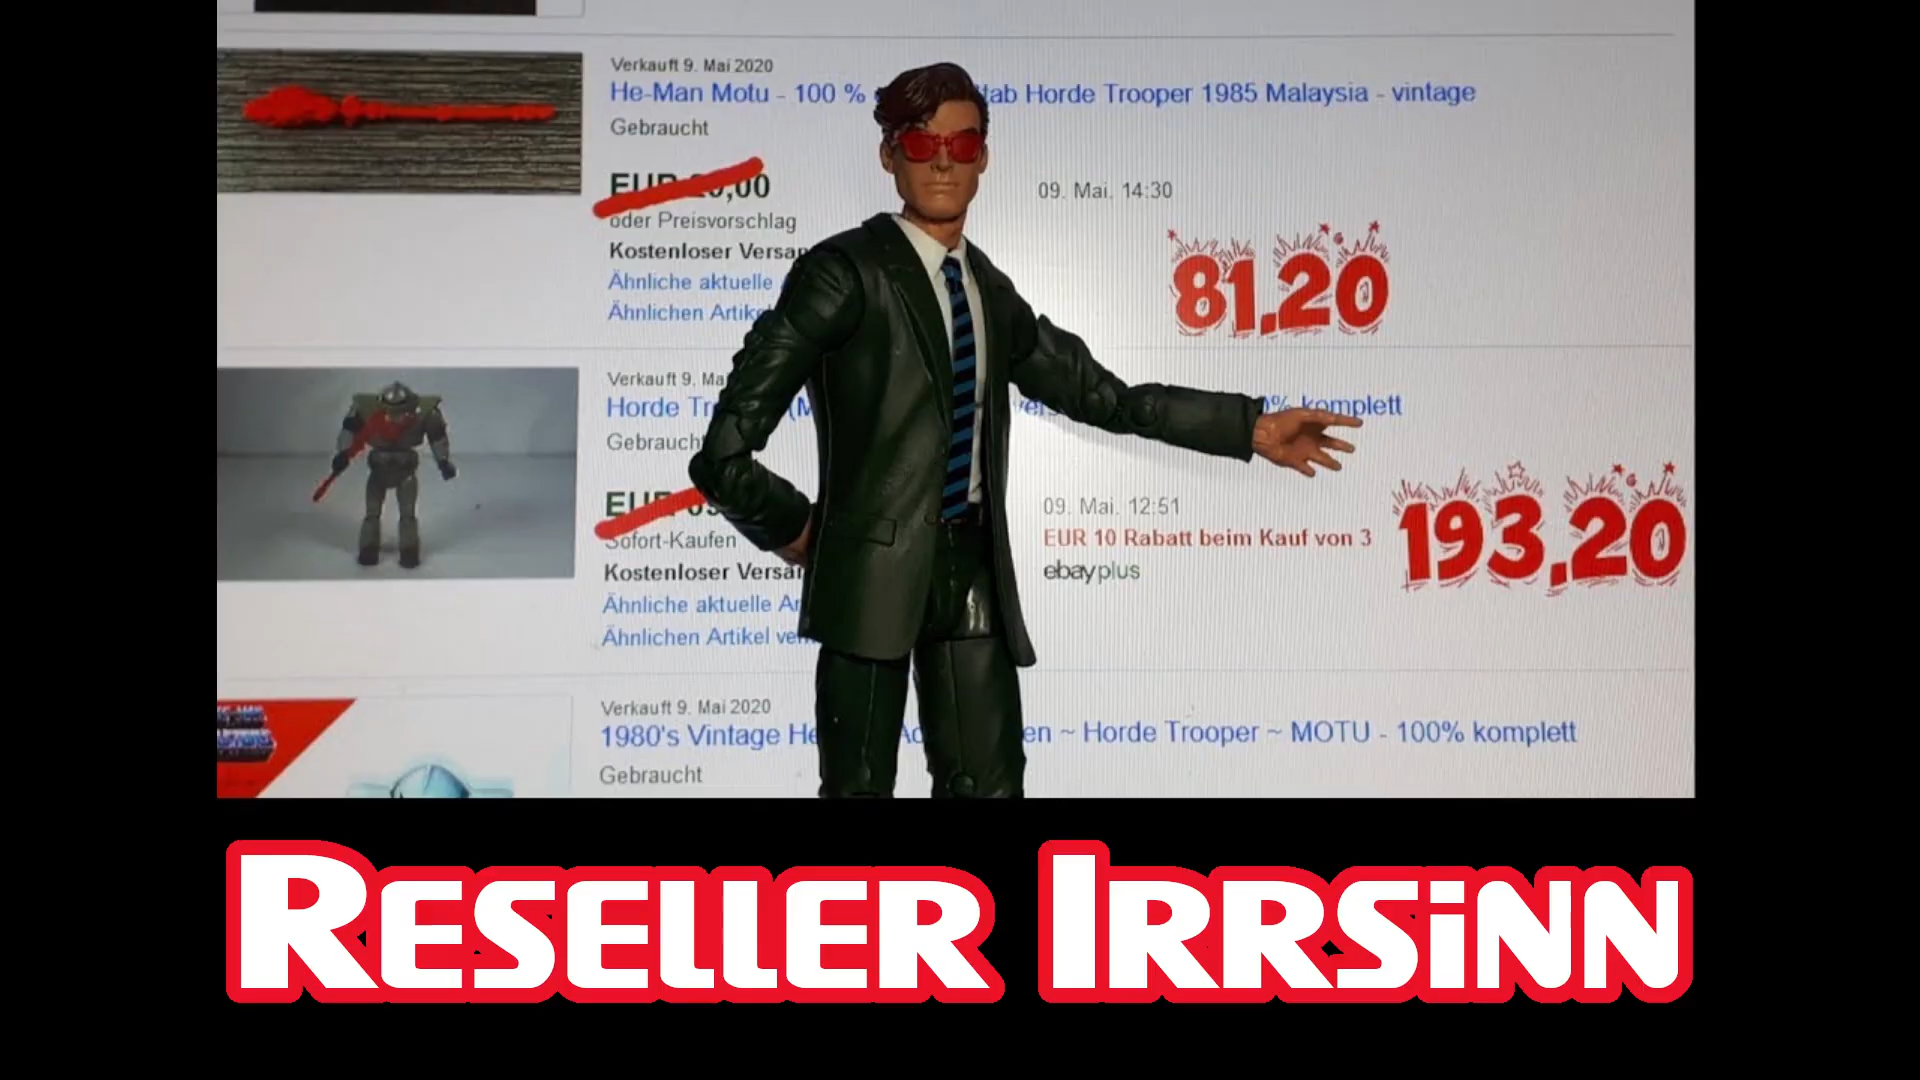 Verkauft 9. Mai 2020
He-Man Motu - 100 % Horde Trooper 1985 Malaysia - vintage
Gebraucht
EUR ,00
09. Mai. 14:30
oder Preisvorschlag
81,20
Kostenloser
Ähnliche aktuelle
Ähnlichen
Verkauft 9.
Horde komplett
Gebraucht
EUR
09. Mai. 12:51
193,20
Sofort-Kaufen
EUR 10 Rabatt beim Kauf von 3
Kostenloser
ebayplus
Ähnliche aktuelle
Ähnlichen Artikel
Verkauft 9. Mai 2020
1980's Vintage ~ Horde Trooper ~ MOTU - 100% komplett
Gebraucht
RESELLER IRRSiNN